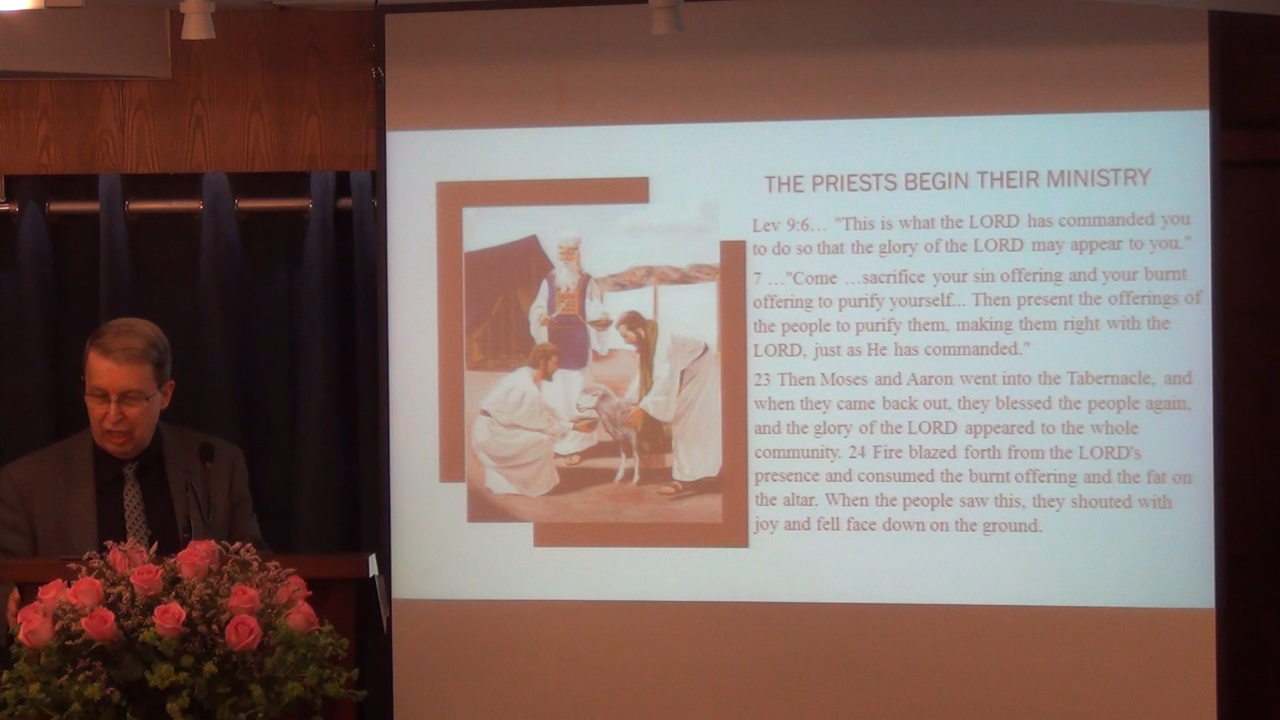 THE PRIESTS BEGIN THEIR MINISTRY
Lev 9:6... "This is what the LORD has commanded you
to do so that the glory of the LORD may appear to you."
7 ..."Come ...sacrifice your sin offering and your burnt
offering to purify yourself... Then present the offerings of
the people to purify them, making them right with the
LORD, just as He has commanded."
23 Then Moses and Aaron went into the Tabernacle, and
when they came back out, they blessed the people again,
and the glory of the LORD appeared to the whole
community. 24 Fire blazed forth from the LORD's
presence and consumed the burnt offering and the fat on
the altar. When the people saw this, they shouted with
joy and fell face down on the ground.